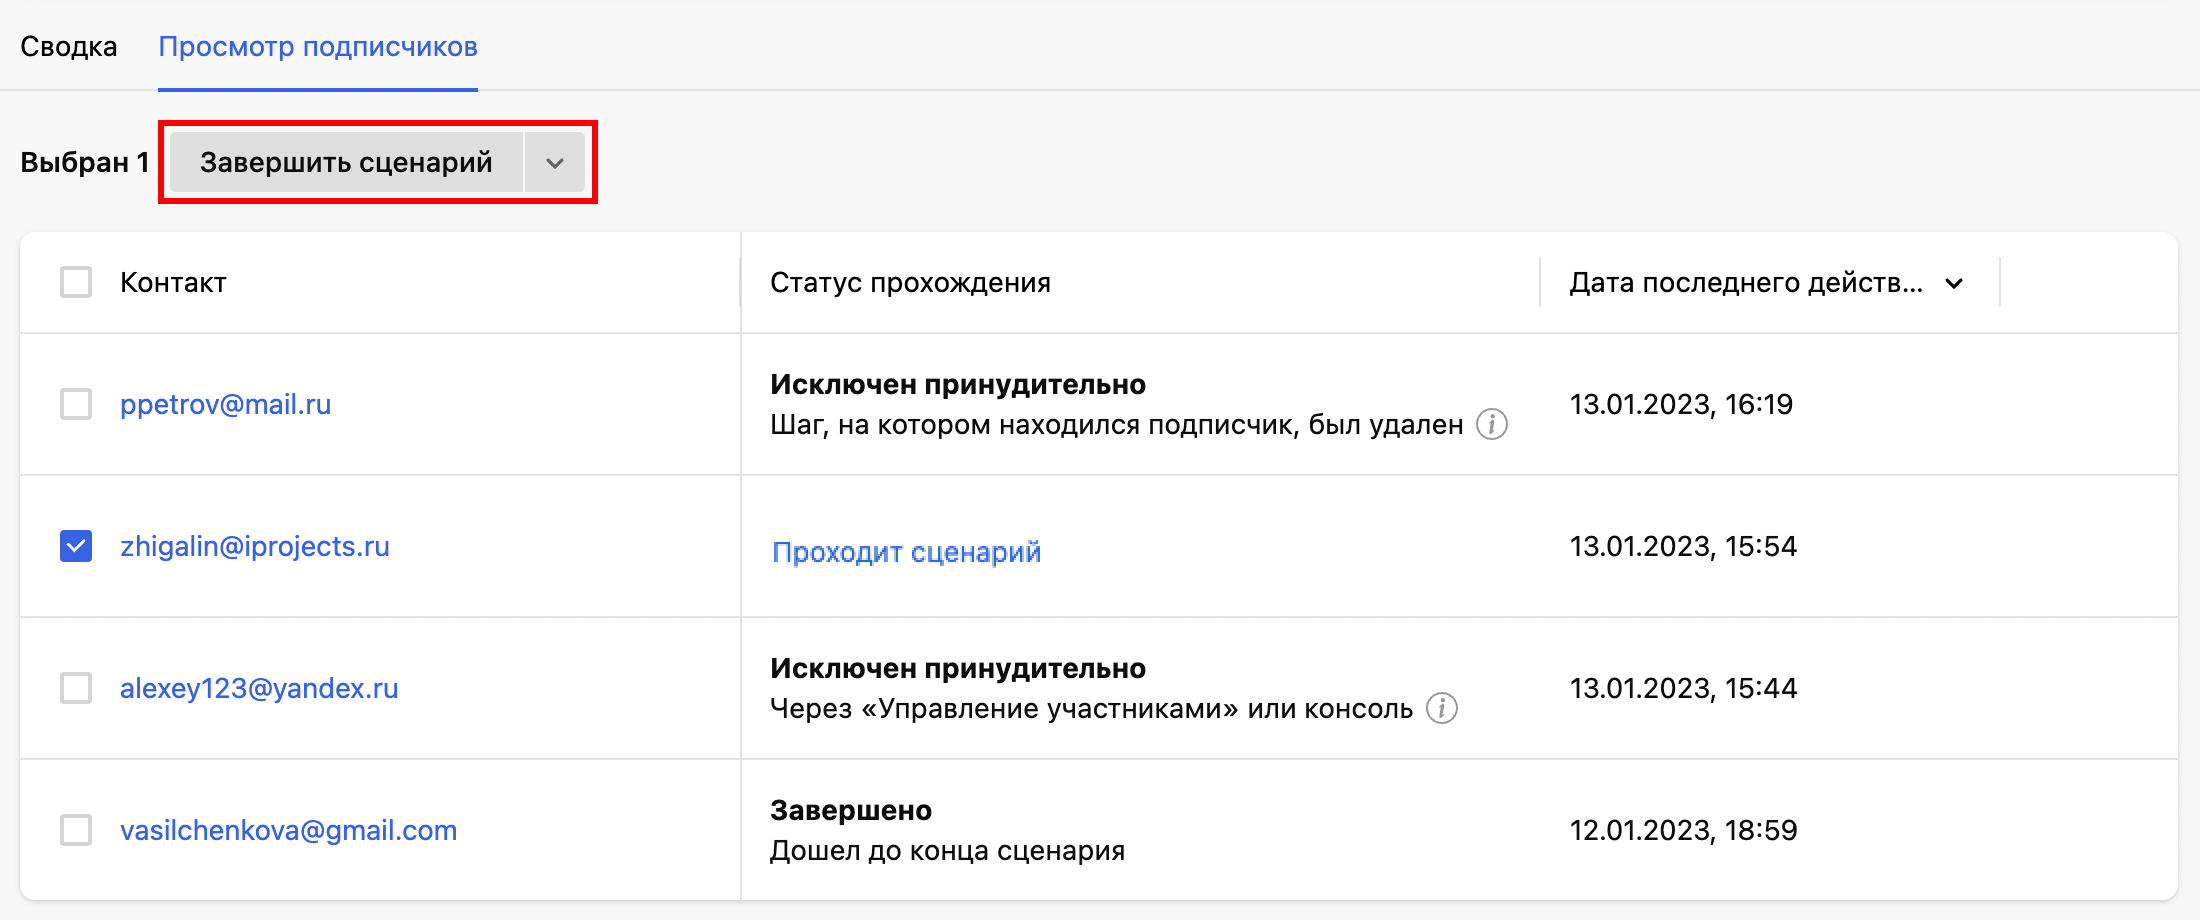 Сводка Просмотр подписчиков
Выбран 1 Завершить сценарий
Контакт Статус прохождения Дата последнего действ...
ppetrov@mail.ru Исключен принудительно 13.01.2023, 16:19
Шаг, на котором находился подписчик, был удален i
zhigalin@iprojects.ru Проходит сценарий 13.01.2023, 15:54
alexey123@yandex.ru Исключен принудительно 13.01.2023, 15:44
Через «Управление участниками» или консоль i
vasilchenkova@gmail.com Завершено 12.01.2023, 18:59
Дошел до конца сценария